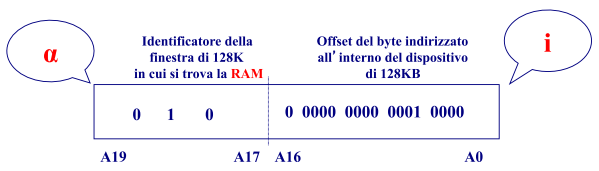 α
Identificatore della
finestra di 128K
in cui si trova la RAM
Offset del byte indirizzato
all'interno del dispositivo
di 128KB
i
0 1 0
0 0000 0000 0001 0000
A19 A17 A16 A0